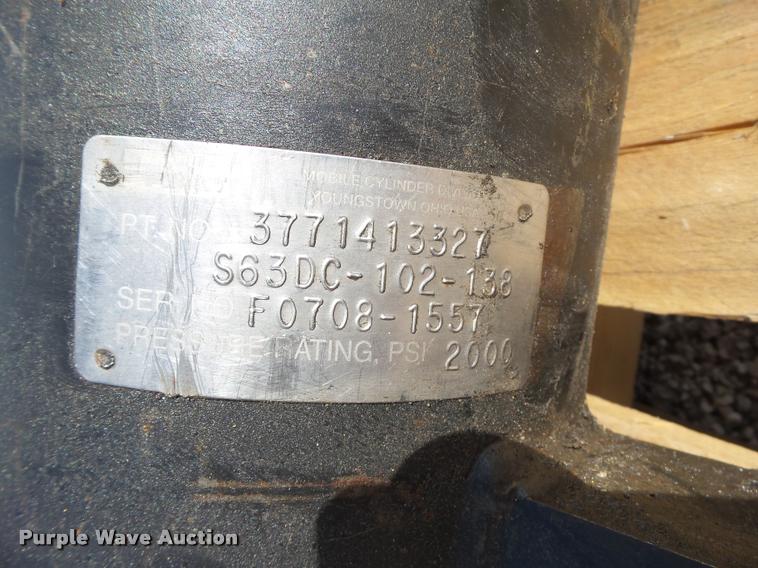 MOBILE CYLINDER
YOUNGSTOWN
PT. NO. 3771413327
S63DC-102-138
SER. NO F0708-1557
PRESSURE RATING, PSI 2000
Purple Wave Auction